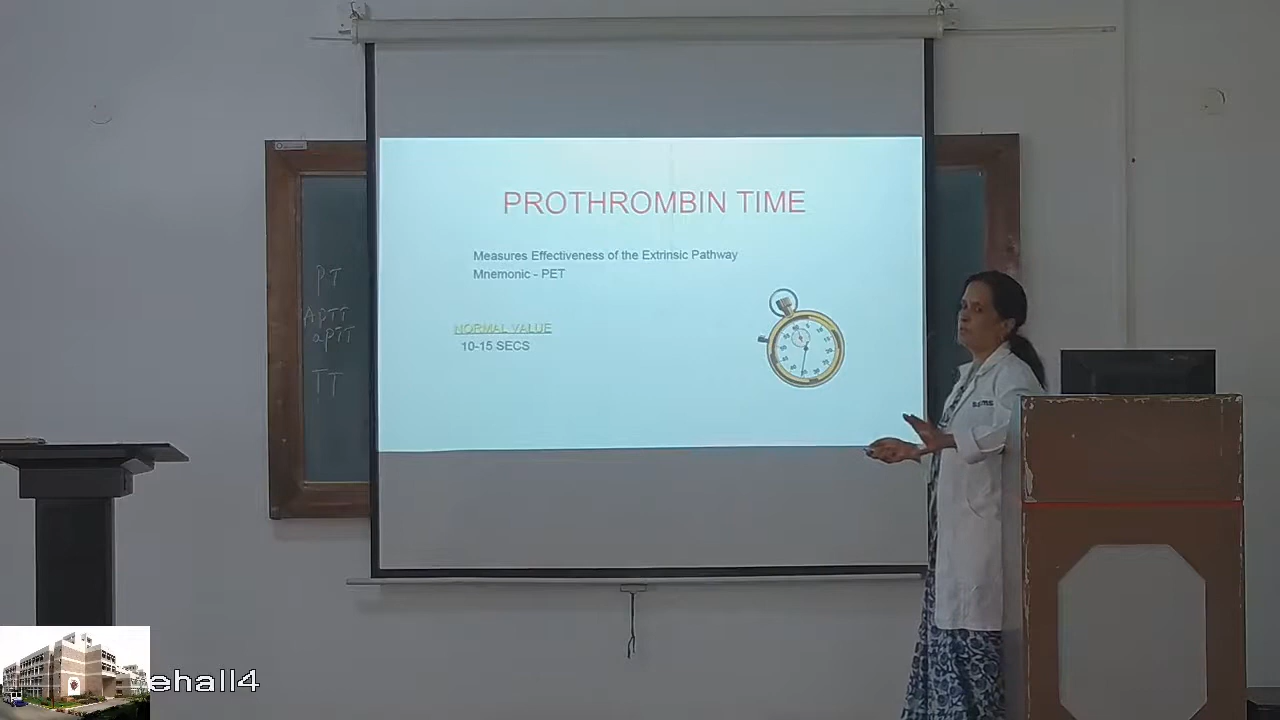 PROTHROMBIN TIME
Measures Effectiveness of the Extrinsic Pathway
Mnemonic - PET
NORMAL VALUE
10-15 SECS
PT
APTT
aPTT
TT
ehall4